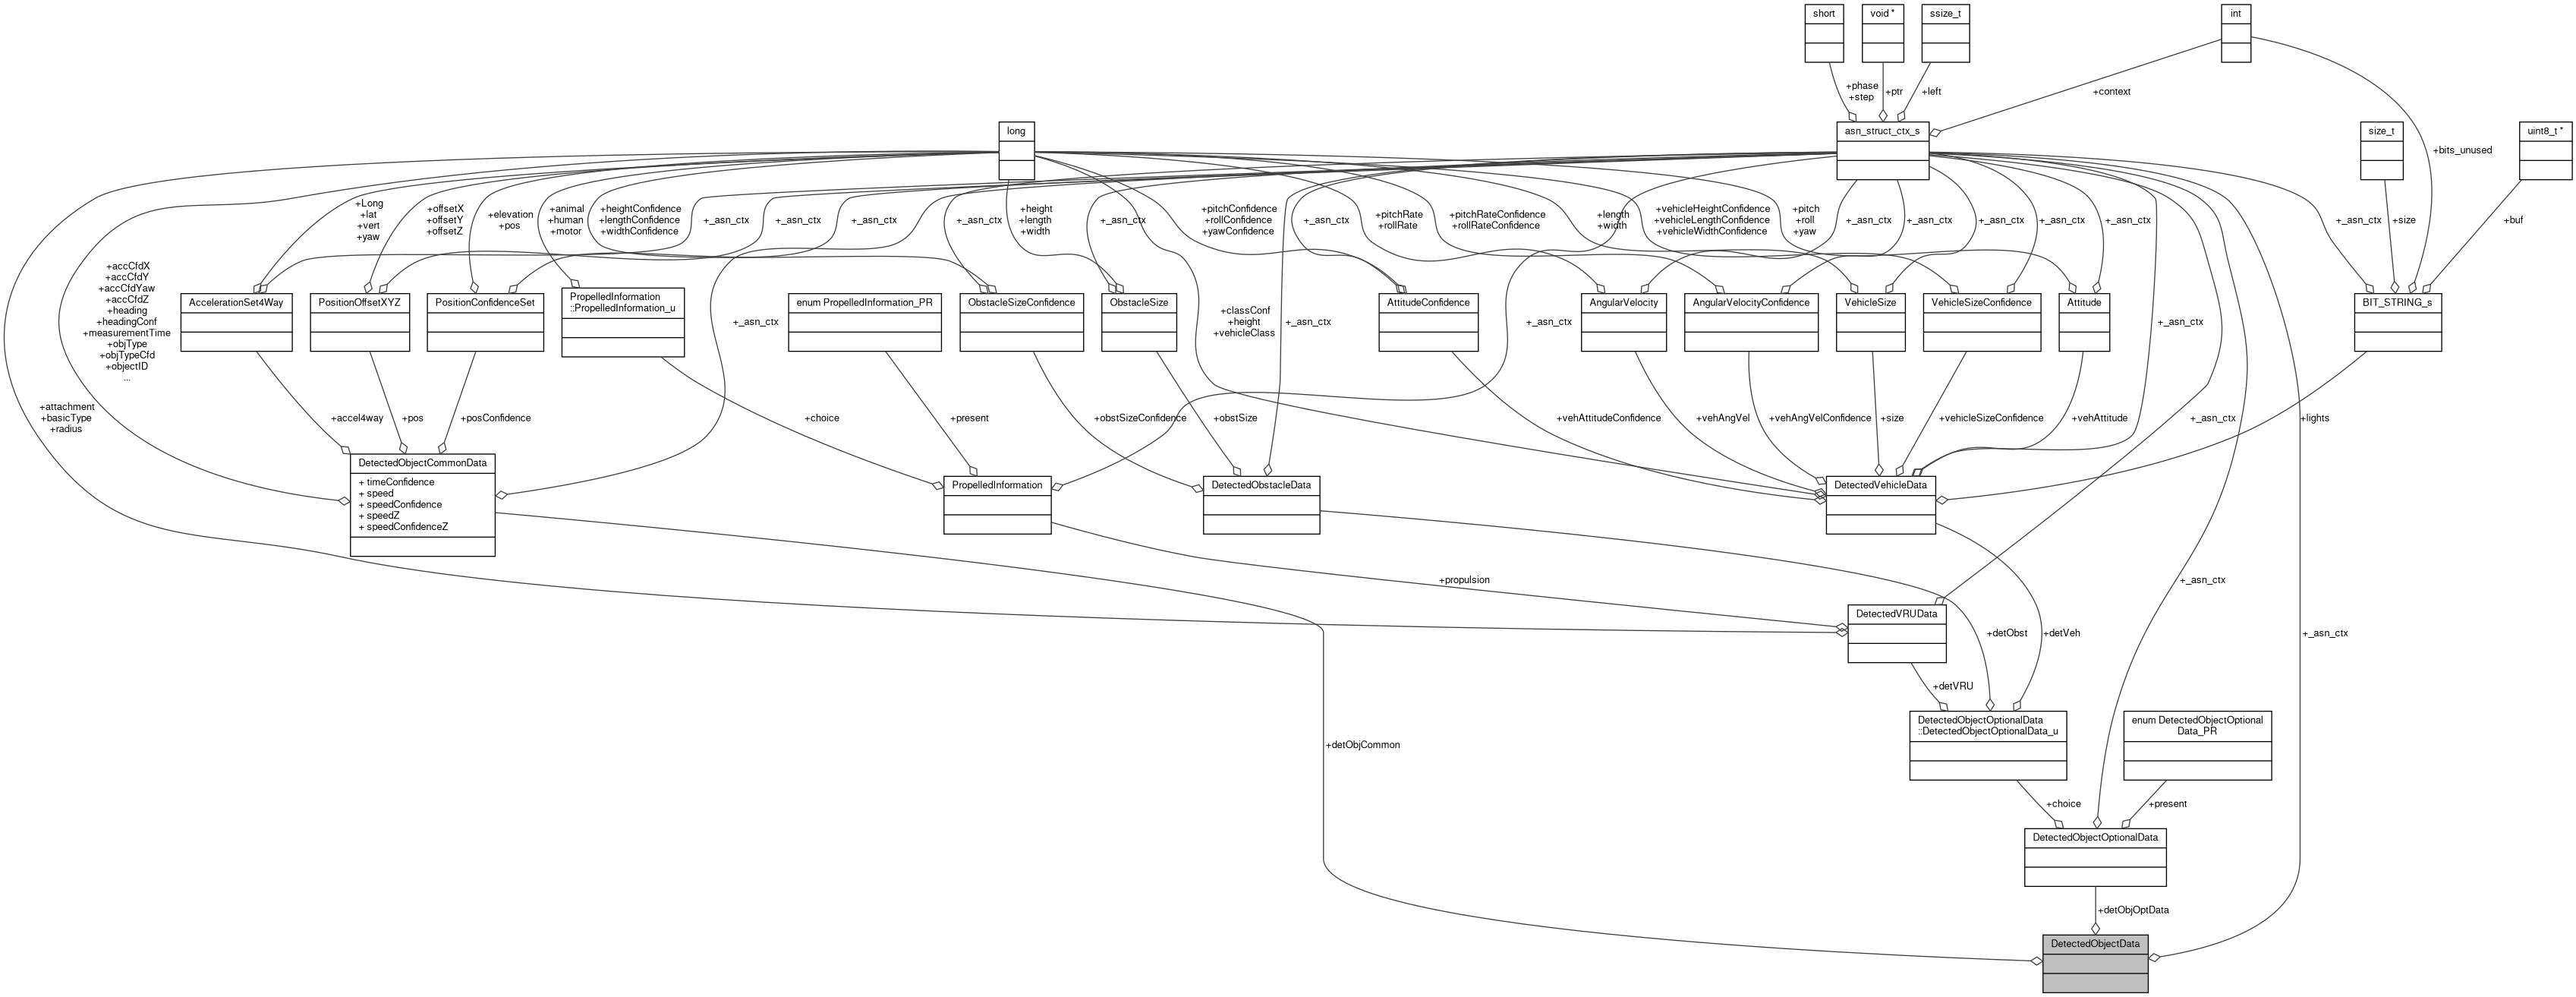 short
void *
ssize_t
int
+phase
+step
+ptr
+left
+context
+bits_unused
long
asn_struct_ctx_s
size_t
uint8_t *
+Long
+lat
+vert
+yaw
+offsetX
+offsetY
+offsetZ
+elevation
+pos
+animal
+human
+motor
+heightConfidence
+lengthConfidence
+widthConfidence
+_asn_ctx
+_asn_ctx
+_asn_ctx
+_asn_ctx
+height
+length
+width
+_asn_ctx
+pitchConfidence
+rollConfidence
+yawConfidence
+_asn_ctx
+pitchRate
+rollRate
+pitchRateConfidence
+rollRateConfidence
+length
+width
+vehicleHeightConfidence
+vehicleLengthConfidence
+vehicleWidthConfidence
+pitch
+roll
+yaw
+_asn_ctx
+_asn_ctx
+_asn_ctx
+_asn_ctx
+_asn_ctx
+_asn_ctx
+size
+buf
+accCfdX
+accCfdY
+accCfdYaw
+accCfdZ
+heading
+headingConf
+measurementTime
+objType
+objTypeCfd
+objectID
...
AccelerationSet4Way
PositionOffsetXYZ
PositionConfidenceSet
PropelledInformation
::PropelledInformation_u
enum PropelledInformation_PR
ObstacleSizeConfidence
ObstacleSize
AttitudeConfidence
AngularVelocity
AngularVelocityConfidence
VehicleSize
VehicleSizeConfidence
Attitude
BIT_STRING_s
+_asn_ctx
+classConf
+height
+vehicleClass
+_asn_ctx
+_asn_ctx
+_asn_ctx
+attachment
+basicType
+radius
+accel4way
+pos
+posConfidence
+choice
+present
+obstSizeConfidence
+obstSize
+vehAttitudeConfidence
+vehAngVel
+vehAngVelConfidence
+size
+vehicleSizeConfidence
+vehAttitude
+_asn_ctx
+lights
DetectedObjectCommonData
+ timeConfidence
+ speed
+ speedConfidence
+ speedZ
+ speedConfidenceZ
PropelledInformation
DetectedObstacleData
DetectedVehicleData
+propulsion
+_asn_ctx
DetectedVRUData
+detObst
+detVeh
+_asn_ctx
+detVRU
DetectedObjectOptionalData
::DetectedObjectOptionalData_u
enum DetectedObjectOptional
Data_PR
+detObjCommon
+choice
+present
DetectedObjectOptionalData
+detObjOptData
DetectedObjectData